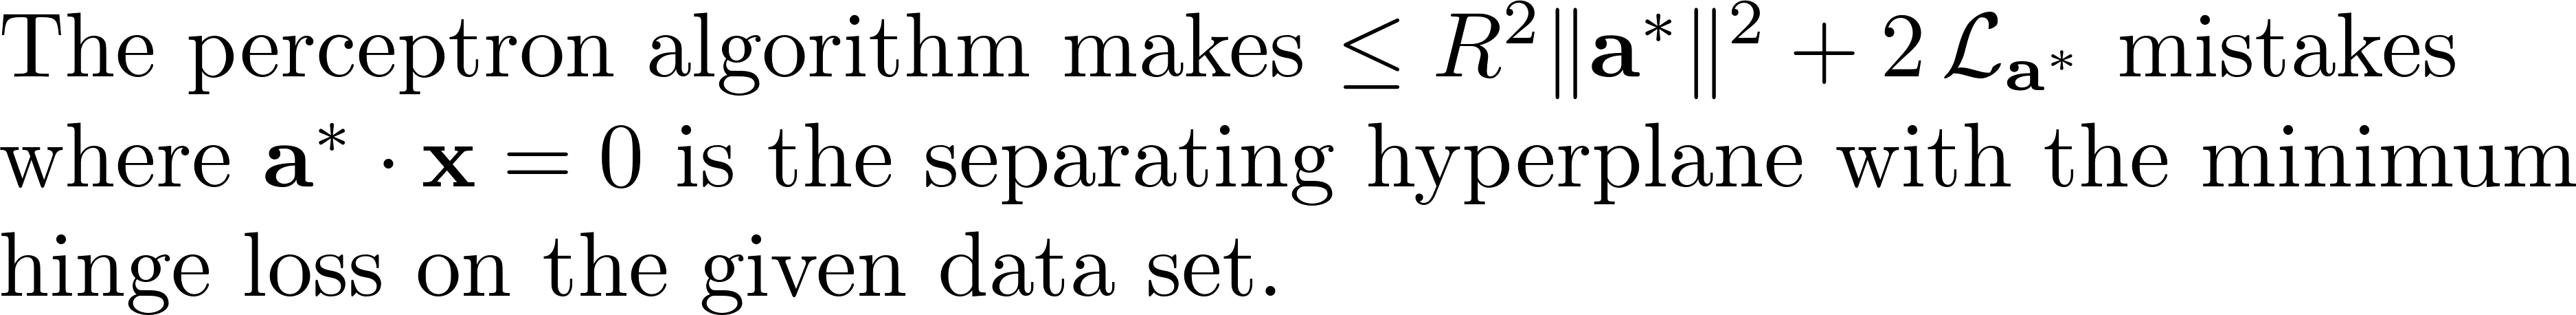 The perceptron algorithm makes ≤ R²‖𝐚*‖² + 2 ℒ_𝐚* mistakes
where 𝐚* · 𝐱 = 0 is the separating hyperplane with the minimum
hinge loss on the given data set.